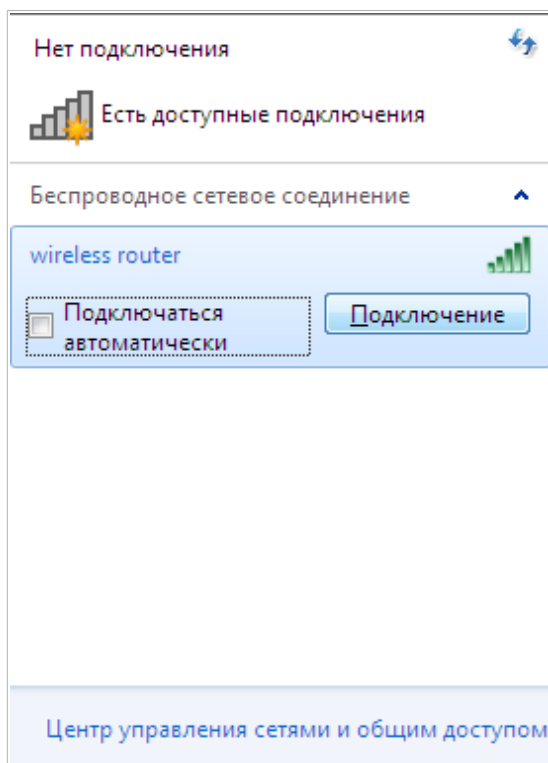 Нет подключения
Есть доступные подключения
Беспроводное сетевое соединение
wireless router
Подключаться
автоматически
Подключение
Центр управления сетями и общим доступом